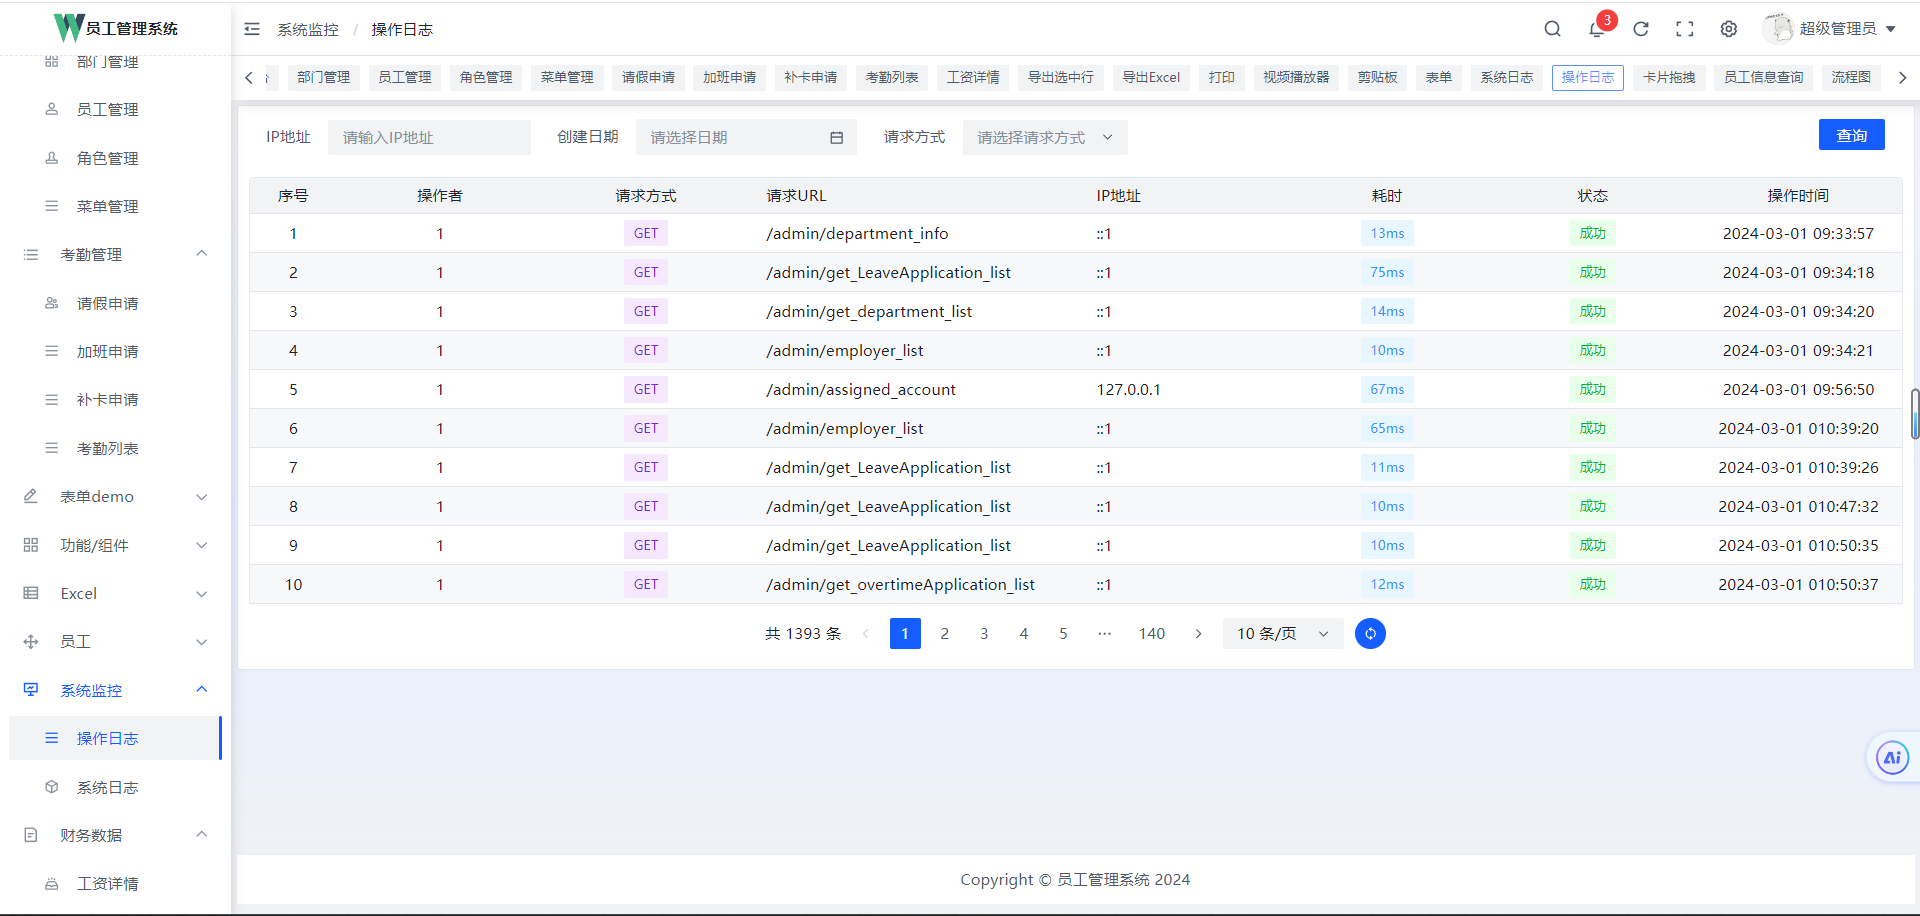 员工管理系统
系统监控 / 操作日志
3
超级管理员
部门管理 员工管理 角色管理 菜单管理 请假申请 加班申请 补卡申请 考勤列表 工资详情 导出选中行 导出Excel 打印 视频播放器 剪贴板 表单 系统日志 操作日志 卡片拖拽 员工信息查询 流程图
部门管理
员工管理
角色管理
菜单管理
考勤管理
请假申请
加班申请
补卡申请
考勤列表
表单demo
功能/组件
Excel
员工
系统监控
操作日志
系统日志
财务数据
工资详情
IP地址 请输入IP地址 创建日期 请选择日期 请求方式 请选择请求方式 查询
序号 操作者 请求方式 请求URL IP地址 耗时 状态 操作时间
1 1 GET /admin/department_info ::1 13ms 成功 2024-03-01 09:33:57
2 1 GET /admin/get_LeaveApplication_list ::1 75ms 成功 2024-03-01 09:34:18
3 1 GET /admin/get_department_list ::1 14ms 成功 2024-03-01 09:34:20
4 1 GET /admin/employer_list ::1 10ms 成功 2024-03-01 09:34:21
5 1 GET /admin/assigned_account 127.0.0.1 67ms 成功 2024-03-01 09:56:50
6 1 GET /admin/employer_list ::1 65ms 成功 2024-03-01 010:39:20
7 1 GET /admin/get_LeaveApplication_list ::1 11ms 成功 2024-03-01 010:39:26
8 1 GET /admin/get_LeaveApplication_list ::1 10ms 成功 2024-03-01 010:47:32
9 1 GET /admin/get_LeaveApplication_list ::1 10ms 成功 2024-03-01 010:50:35
10 1 GET /admin/get_overtimeApplication_list ::1 12ms 成功 2024-03-01 010:50:37
共 1393 条 1 2 3 4 5 ··· 140 10 条/页
Ai
Copyright © 员工管理系统 2024